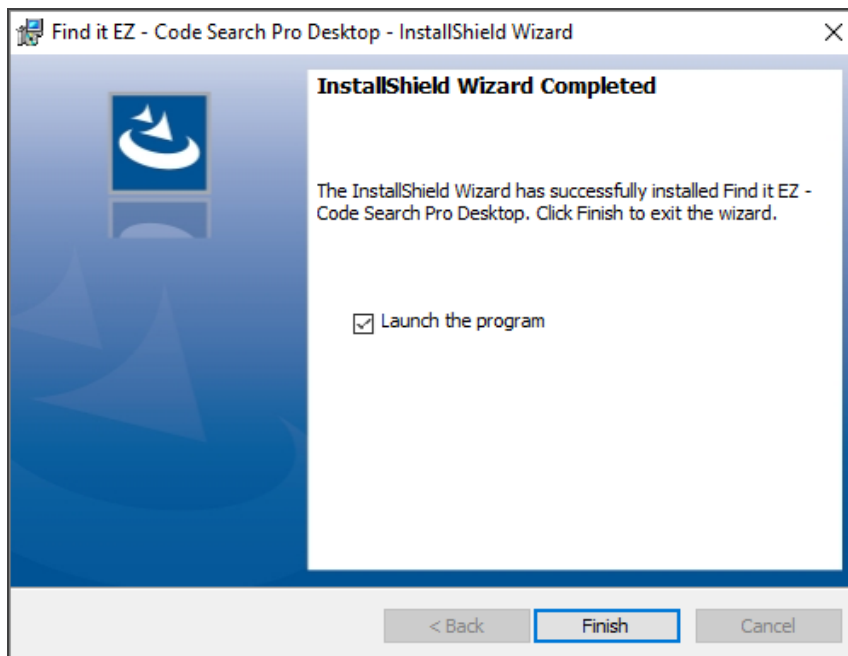 Find it EZ - Code Search Pro Desktop - InstallShield Wizard
InstallShield Wizard Completed
The InstallShield Wizard has successfully installed Find it EZ -
Code Search Pro Desktop. Click Finish to exit the wizard.
Launch the program
< Back
Finish
Cancel